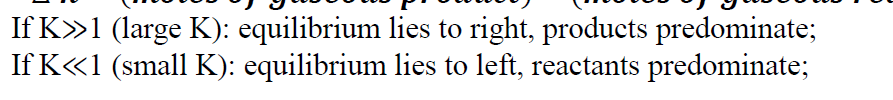 If K≫1 (large K): equilibrium lies to right, products predominate;
If K≪1 (small K): equilibrium lies to left, reactants predominate;